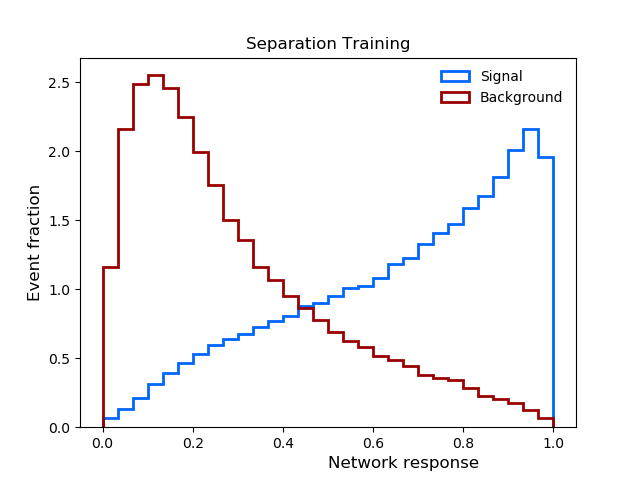 Separation Training
Signal
Background
Event fraction
2.5
2.0
1.5
1.0
0.5
0.0
0.0 0.2 0.4 0.6 0.8 1.0
Network response